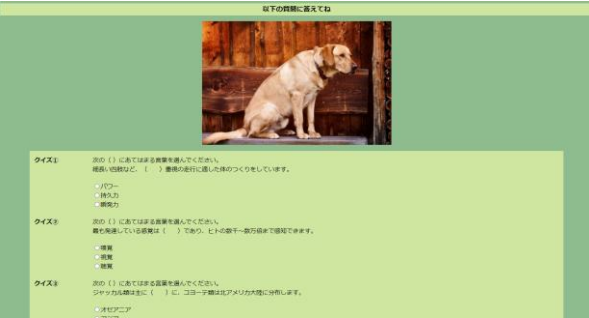 以下の質問に答えてね
クイズ①
次の（ ）にあてはまる言葉を選んでください。
細長い四肢など、（ ）重視の走行に適した体のつくりをしています。
パワー
持久力
瞬発力
クイズ②
次の（ ）にあてはまる言葉を選んでください。
最も発達している感覚は（ ）であり、ヒトの数千～数万倍まで感知できます。
嗅覚
視覚
聴覚
クイズ③
次の（ ）にあてはまる言葉を選んでください。
ジャッカル類は主に（ ）に、コヨーテ類は北アメリカ大陸に分布します。
オセアニア